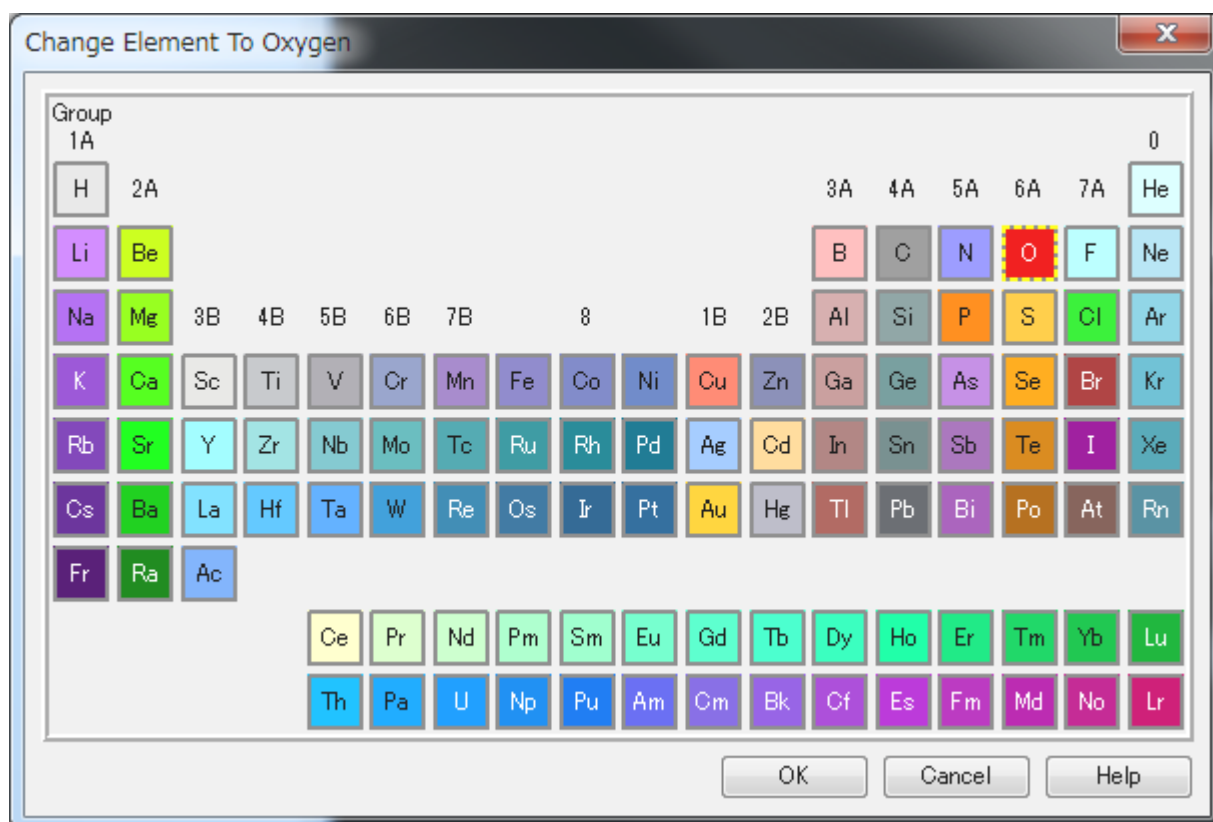 Change Element To Oxygen
Group
1A 0
H 2A 3A 4A 5A 6A 7A He
Li Be B C N O F Ne
Na Mg 3B 4B 5B 6B 7B 8 1B 2B Al Si P S Cl Ar
K Ca Sc Ti V Cr Mn Fe Co Ni Cu Zn Ga Ge As Se Br Kr
Rb Sr Y Zr Nb Mo Tc Ru Rh Pd Ag Cd In Sn Sb Te I Xe
Cs Ba La Hf Ta W Re Os Ir Pt Au Hg Tl Pb Bi Po At Rn
Fr Ra Ac
Ce Pr Nd Pm Sm Eu Gd Tb Dy Ho Er Tm Yb Lu
Th Pa U Np Pu Am Cm Bk Cf Es Fm Md No Lr
OK Cancel Help